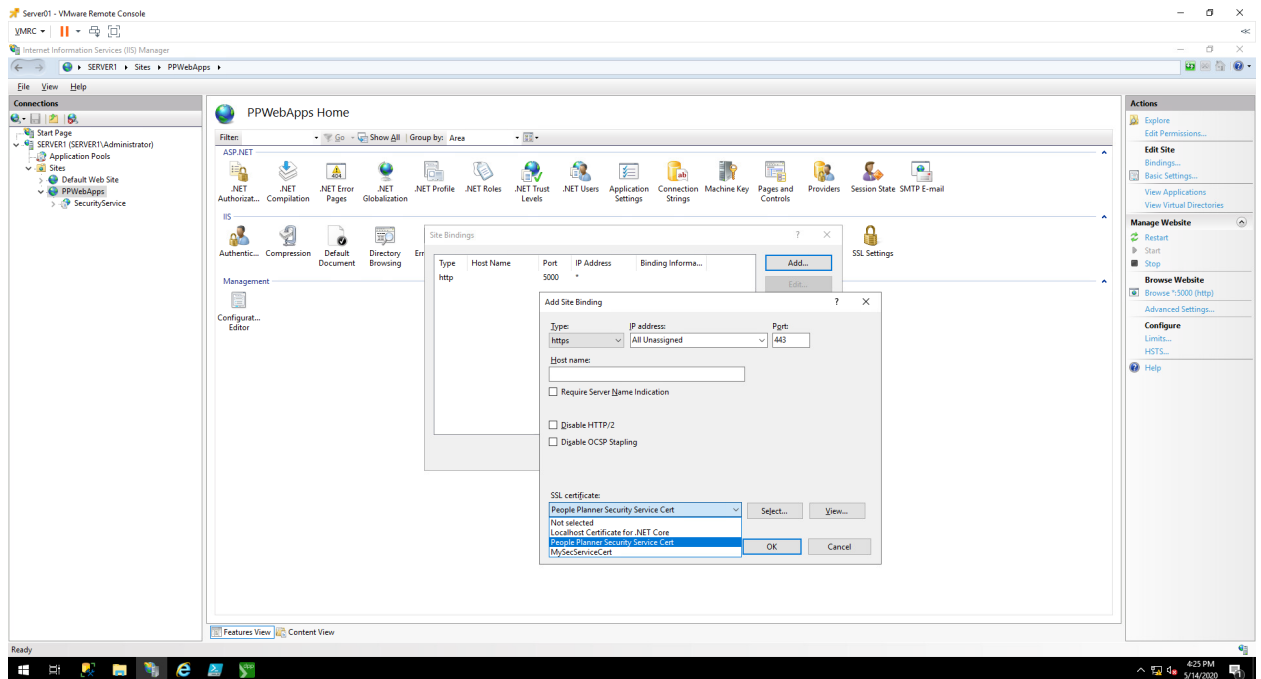 Server01 - VMware Remote Console
VMRC
Internet Information Services (IIS) Manager
SERVER1 Sites PPWebApps
File View Help
Connections
Start Page
SERVER1 (SERVER1\Administrator)
Application Pools
Sites
Default Web Site
PPWebApps
SecurityService
PPWebApps Home
Filter: Go Show All Group by: Area
ASP.NET
.NET Authorizat...
.NET Compilation
.NET Error Pages
.NET Globalization
.NET Profile
.NET Roles
.NET Trust Levels
.NET Users
Application Settings
Connection Strings
Machine Key
Pages and Controls
Providers
Session State
SMTP E-mail
IIS
Authentic...
Compression
Default Document
Directory Browsing
Err
SSL Settings
Management
Configurat... Editor
Site Bindings
? ×
Type Host Name Port IP Address Binding Informa...
http 5000 *
Add...
Edit...
Add Site Binding
? ×
Type: IP address: Port:
https All Unassigned 443
Host name:
Require Server Name Indication
Disable HTTP/2
Disable OCSP Stapling
SSL certificate:
People Planner Security Service Cert Select... View...
Not selected
Localhost Certificate for .NET Core
People Planner Security Service Cert
MySecServiceCert
OK Cancel
Features View Content View
Actions
Explore
Edit Permissions...
Edit Site
Bindings...
Basic Settings...
View Applications
View Virtual Directories
Manage Website
Restart
Start
Stop
Browse Website
Browse *:5000 (http)
Advanced Settings...
Configure
Limits...
HSTS...
Help
Ready
4:25 PM
5/14/2020